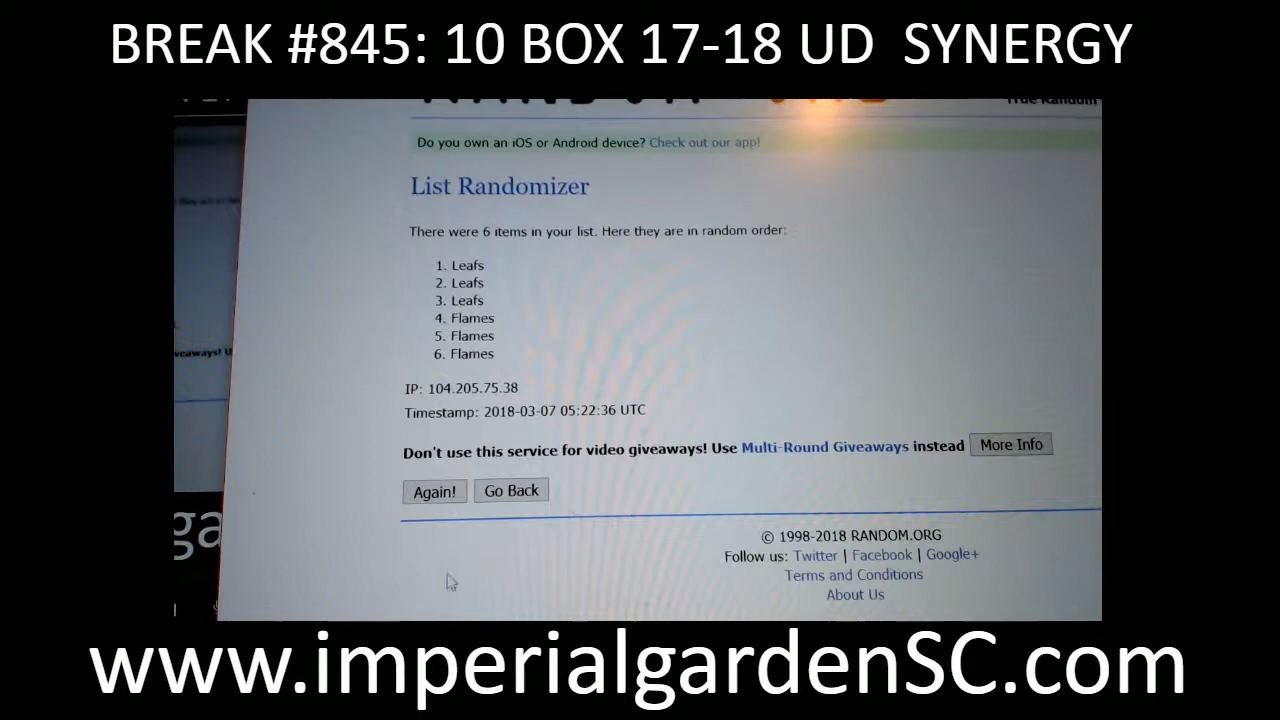 BREAK #845: 10 BOX 17-18 UD SYNERGY
True Random
Do you own an iOS or Android device? Check out our app!
List Randomizer
There were 6 items in your list. Here they are in random order:
1. Leafs
2. Leafs
3. Leafs
4. Flames
5. Flames
6. Flames
IP: 104.205.75.38
Timestamp: 2018-03-07 05:22:36 UTC
veaways! U
Don't use this service for video giveaways! Use Multi-Round Giveaways instead More Info
Again! Go Back
ga
© 1998-2018 RANDOM.ORG
Follow us: Twitter | Facebook | Google+
Terms and Conditions
About Us
www.imperialgardenSC.com